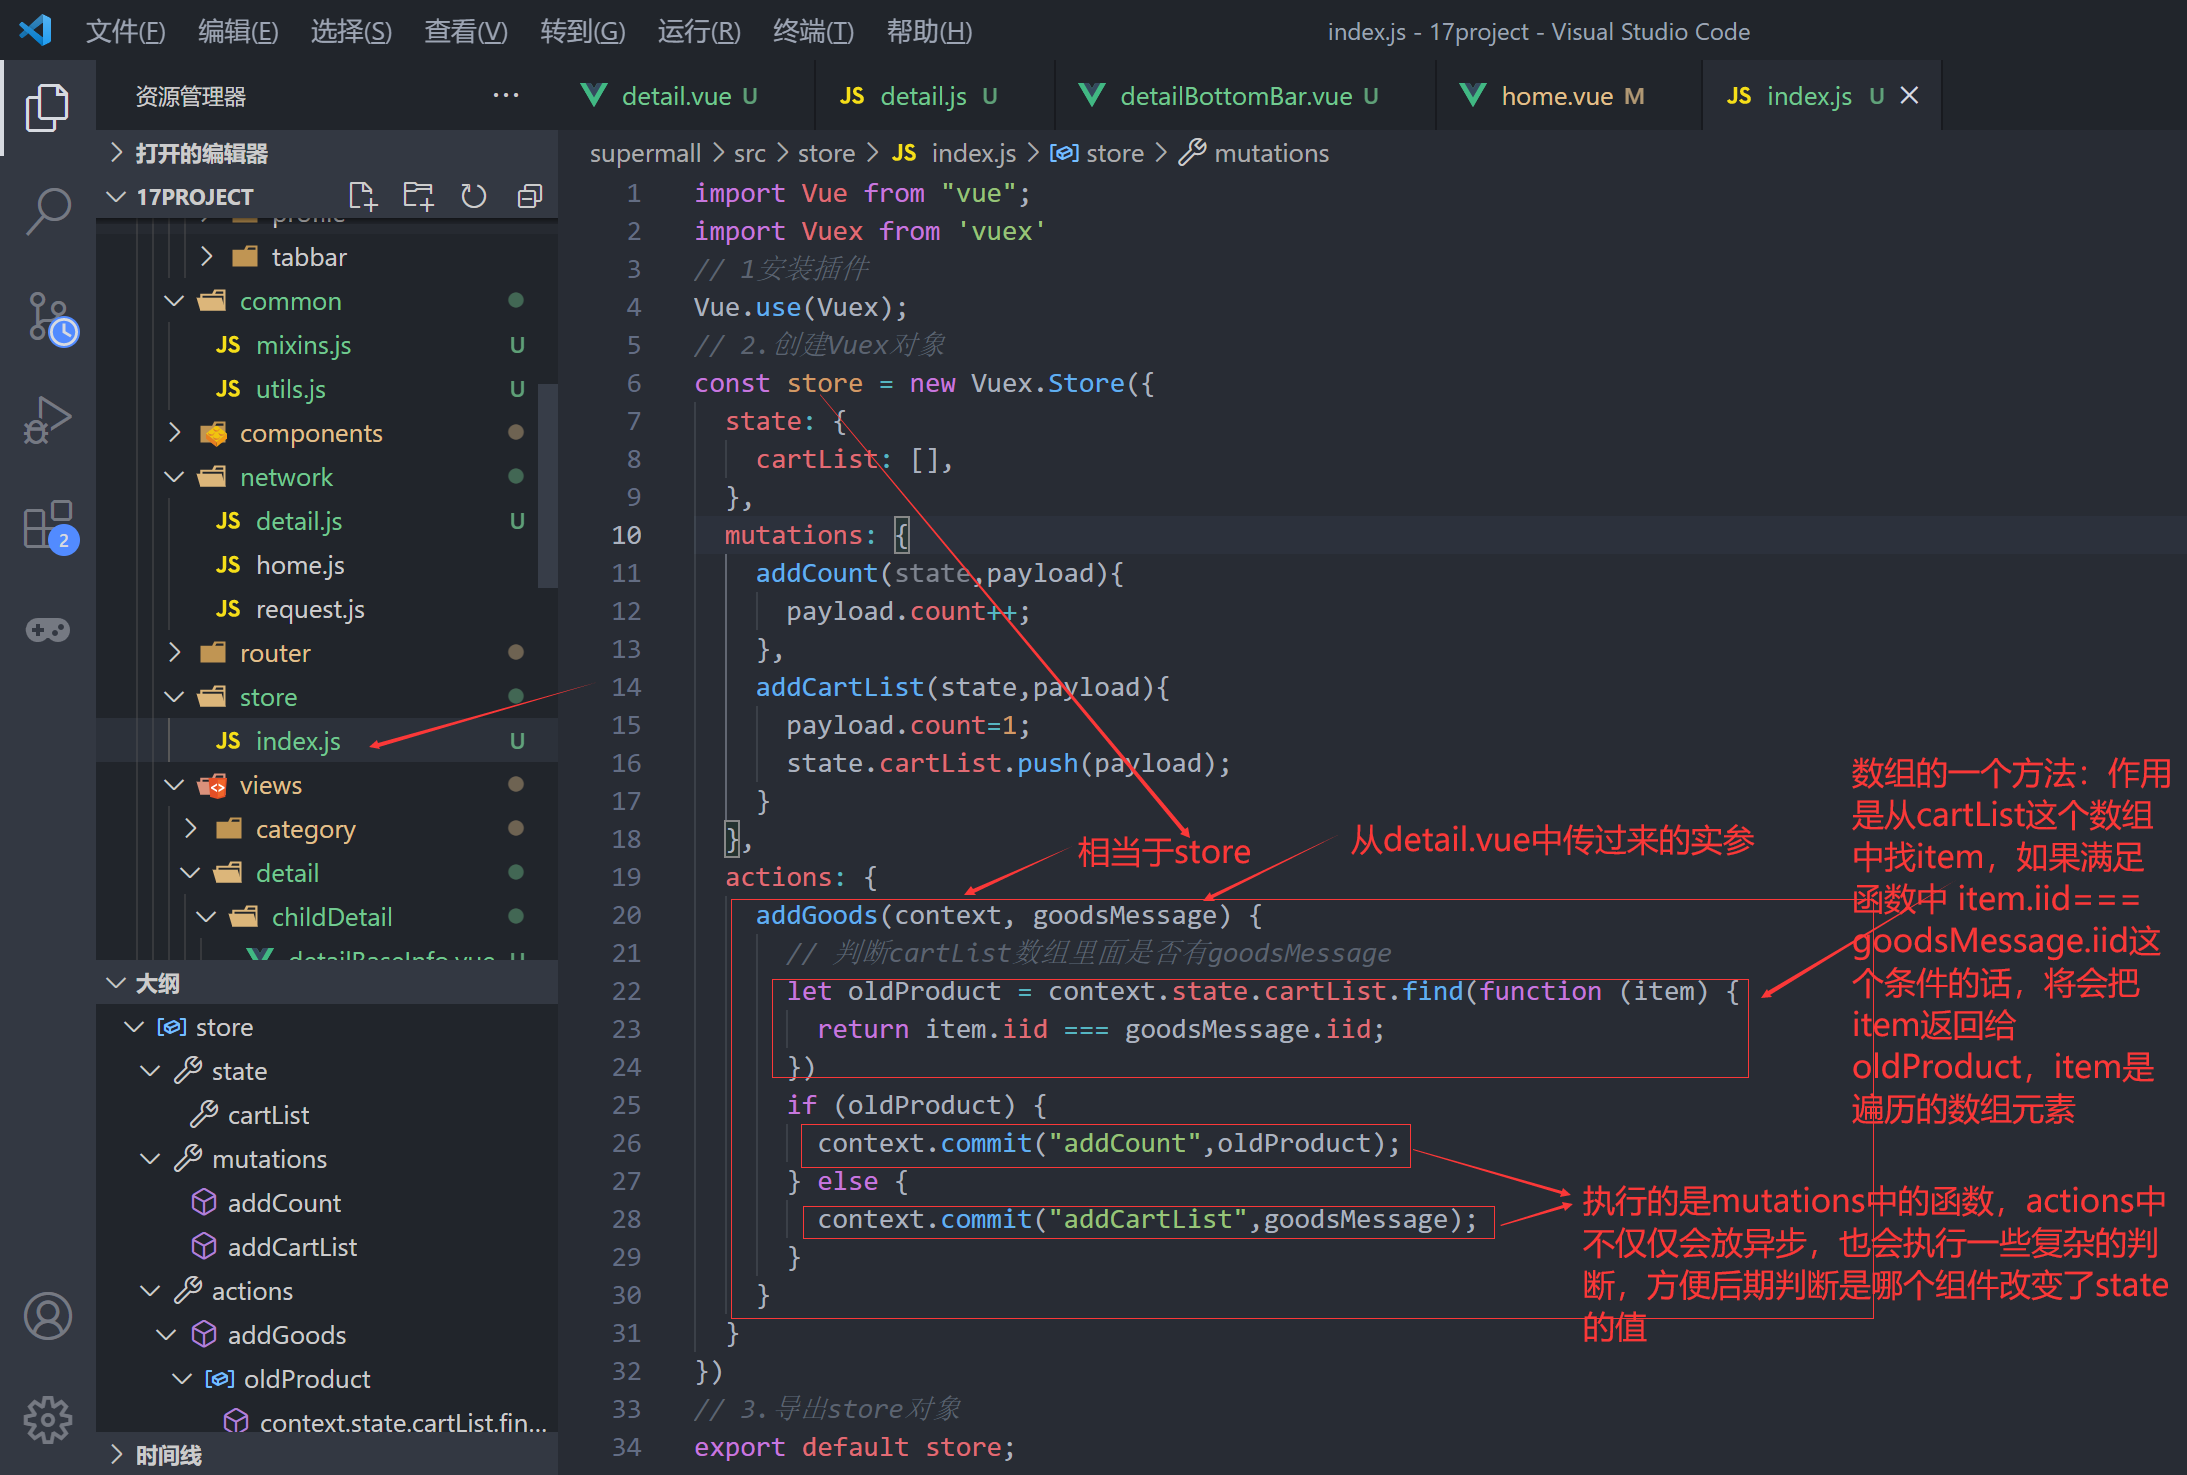 文件(F) 编辑(E) 选择(S) 查看(V) 转到(G) 运行(R) 终端(T) 帮助(H) index.js - 17project - Visual Studio Code
资源管理器 ···
detail.vue U JS detail.js U detailBottomBar.vue U home.vue M JS index.js U
打开的编辑器
17PROJECT
profile
tabbar
common
JS mixins.js U
JS utils.js U
components
network
JS detail.js U
JS home.js
JS request.js
router
store
JS index.js U
views
category
detail
childDetail
detailBaseInfo.vue U
大纲
store
state
cartList
mutations
addCount
addCartList
actions
addGoods
oldProduct
context.state.cartList.fin...
时间线
2
supermall > src > store > JS index.js > store > mutations
1 import Vue from "vue";
2 import Vuex from 'vuex'
3 // 1安装插件
4 Vue.use(Vuex);
5 // 2.创建Vuex对象
6 const store = new Vuex.Store({
7 state: {
8 cartList: [],
9 },
10 mutations: {
11 addCount(state,payload){
12 payload.count++;
13 },
14 addCartList(state,payload){
15 payload.count=1;
16 state.cartList.push(payload);
17 }
18 },
19 actions: {
20 addGoods(context, goodsMessage) {
21 // 判断cartList数组里面是否有goodsMessage
22 let oldProduct = context.state.cartList.find(function (item) {
23 return item.iid === goodsMessage.iid;
24 })
25 if (oldProduct) {
26 context.commit("addCount",oldProduct);
27 } else {
28 context.commit("addCartList",goodsMessage);
29 }
30 }
31 }
32 })
33 // 3.导出store对象
34 export default store;
相当于store
从detail.vue中传过来的实参
数组的一个方法：作用
是从cartList这个数组
中找item，如果满足
函数中 item.iid===
goodsMessage.iid这
个条件的话，将会把
item返回给
oldProduct，item是
遍历的数组元素
执行的是mutations中的函数，actions中
不仅仅会放异步，也会执行一些复杂的判
断，方便后期判断是哪个组件改变了state
的值